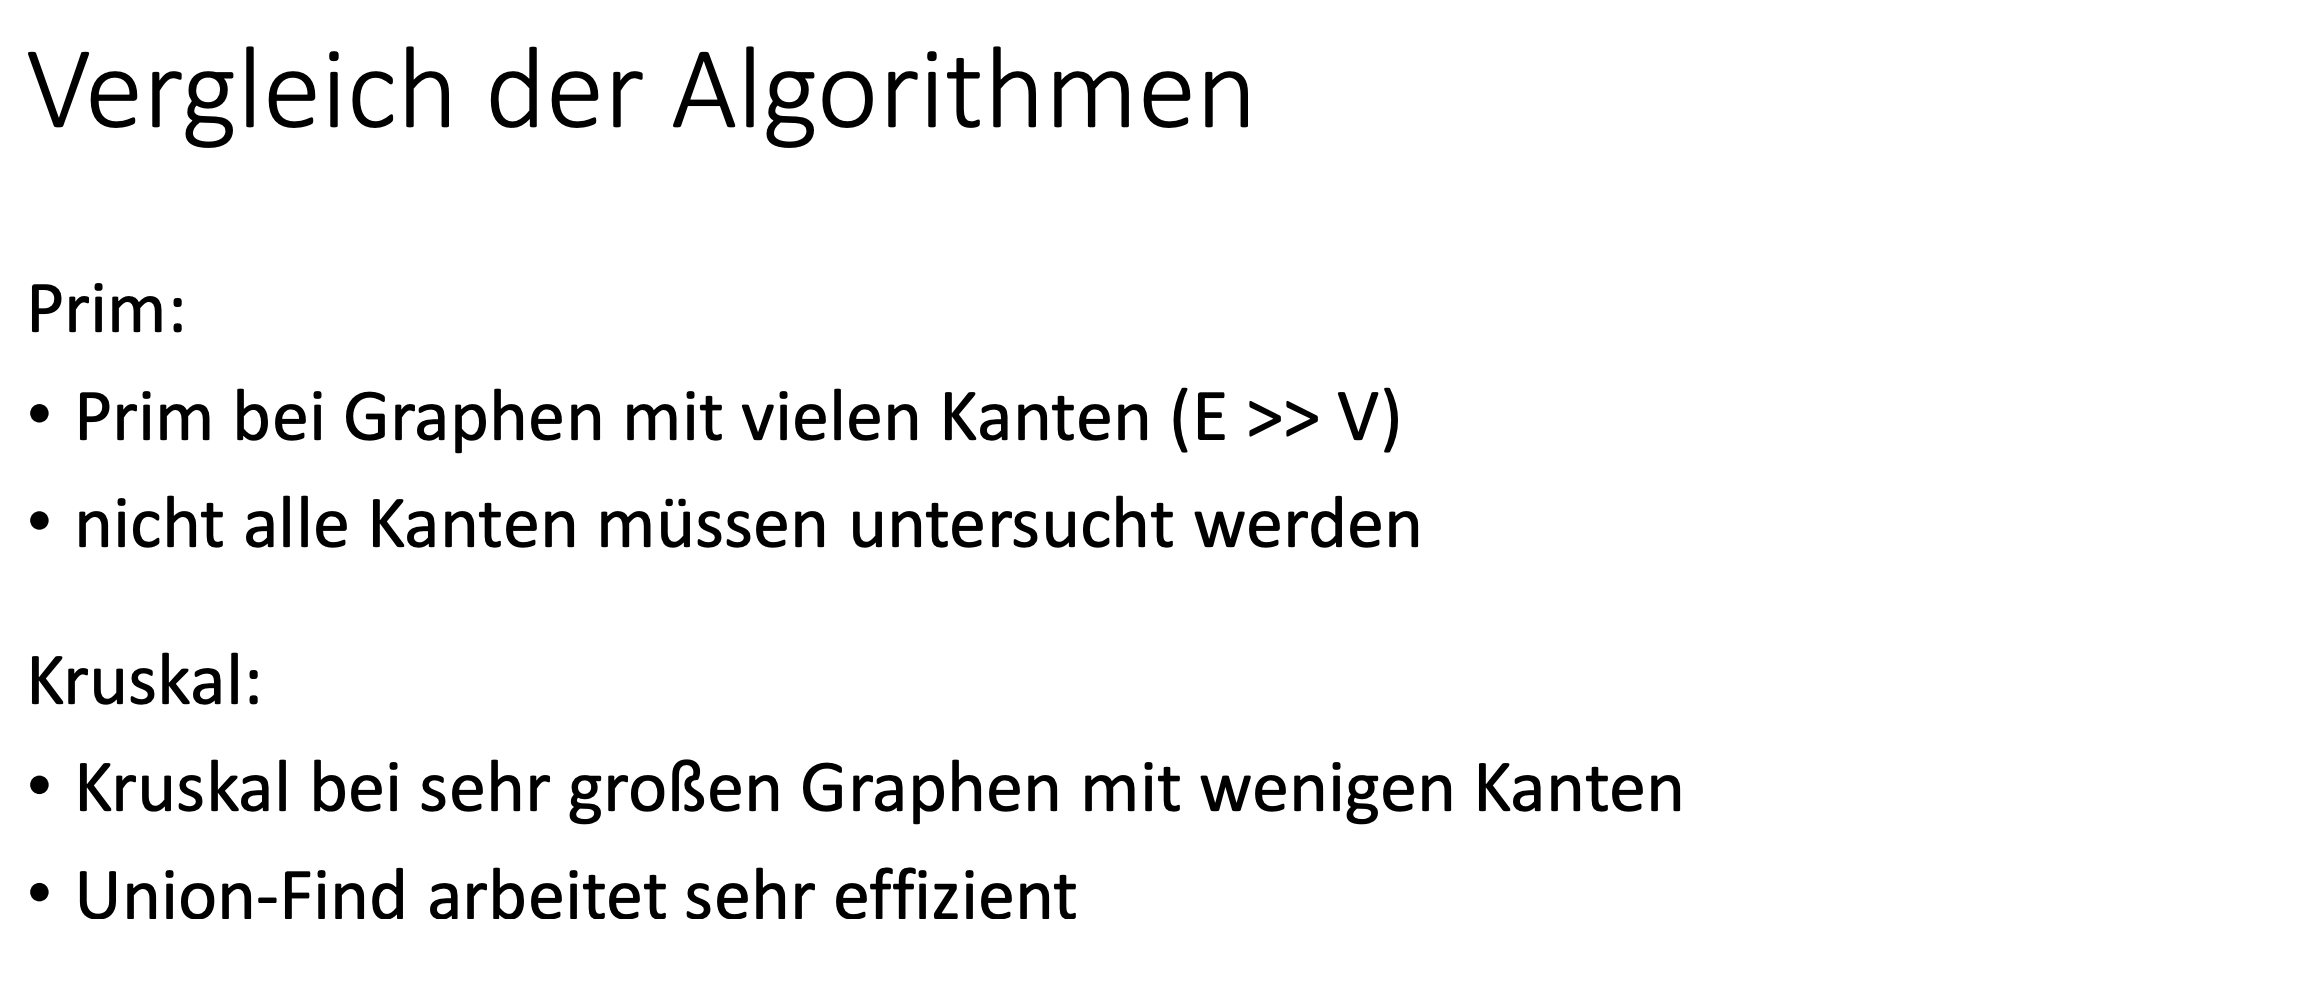 Vergleich der Algorithmen
Prim:
• Prim bei Graphen mit vielen Kanten (E >> V)
• nicht alle Kanten müssen untersucht werden
Kruskal:
• Kruskal bei sehr großen Graphen mit wenigen Kanten
• Union-Find arbeitet sehr effizient